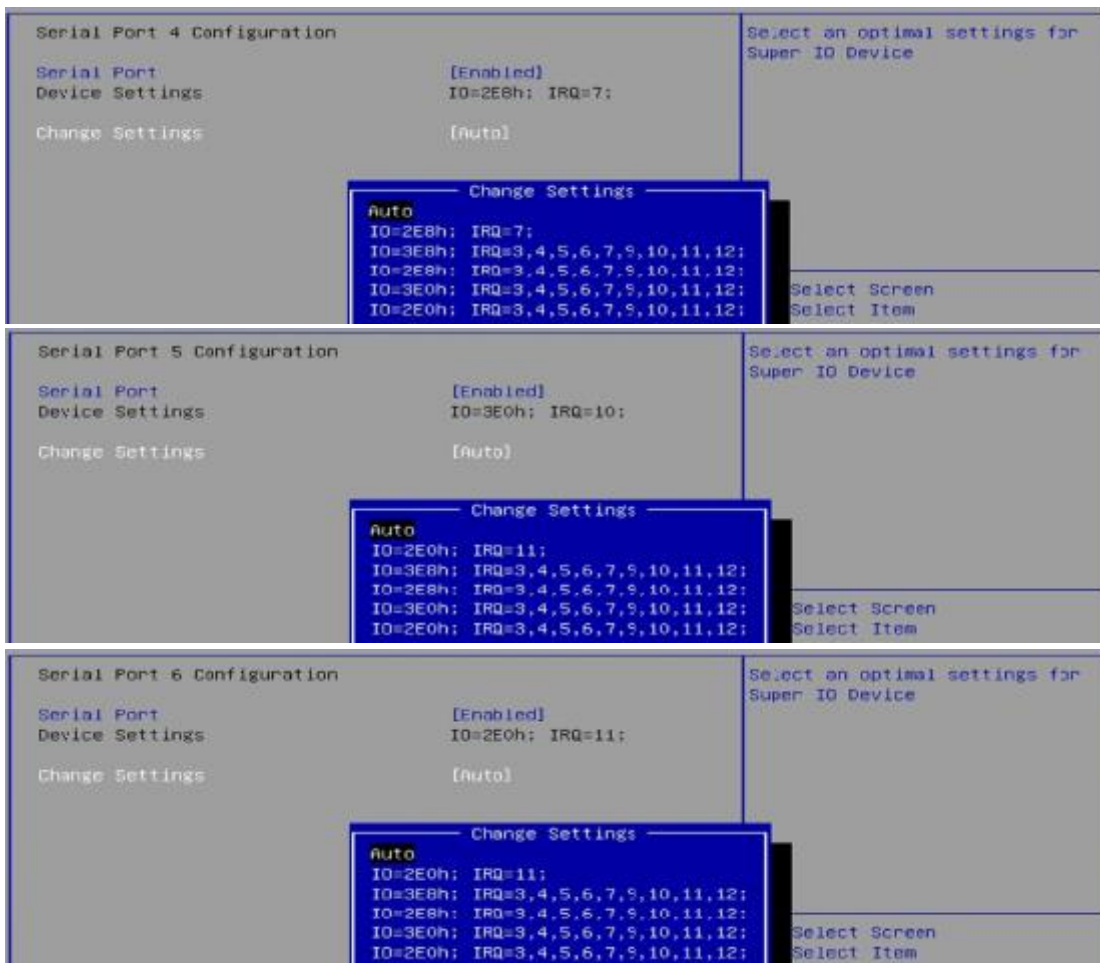 Serial Port 4 Configuration
Select an optimal settings for
Super IO Device
Serial Port [Enabled]
Device Settings IO=2E8h; IRQ=7;
Change Settings [Auto]
Change Settings
Auto
IO=2E8h; IRQ=7;
IO=3E8h; IRQ=3,4,5,6,7,9,10,11,12;
IO=2E8h; IRQ=3,4,5,6,7,9,10,11,12;
IO=3E0h; IRQ=3,4,5,6,7,9,10,11,12;
IO=2E0h; IRQ=3,4,5,6,7,9,10,11,12;
Select Screen
Select Item
Serial Port 5 Configuration
Select an optimal settings for
Super IO Device
Serial Port [Enabled]
Device Settings IO=3E0h; IRQ=10;
Change Settings [Auto]
Change Settings
Auto
IO=2E0h; IRQ=11;
IO=3E8h; IRQ=3,4,5,6,7,9,10,11,12;
IO=2E8h; IRQ=3,4,5,6,7,9,10,11,12;
IO=3E0h; IRQ=3,4,5,6,7,9,10,11,12;
IO=2E0h; IRQ=3,4,5,6,7,9,10,11,12;
Select Screen
Select Item
Serial Port 6 Configuration
Select an optimal settings for
Super IO Device
Serial Port [Enabled]
Device Settings IO=2E0h; IRQ=11;
Change Settings [Auto]
Change Settings
Auto
IO=2E0h; IRQ=11;
IO=3E8h; IRQ=3,4,5,6,7,9,10,11,12;
IO=2E8h; IRQ=3,4,5,6,7,9,10,11,12;
IO=3E0h; IRQ=3,4,5,6,7,9,10,11,12;
IO=2E0h; IRQ=3,4,5,6,7,9,10,11,12;
Select Screen
Select Item